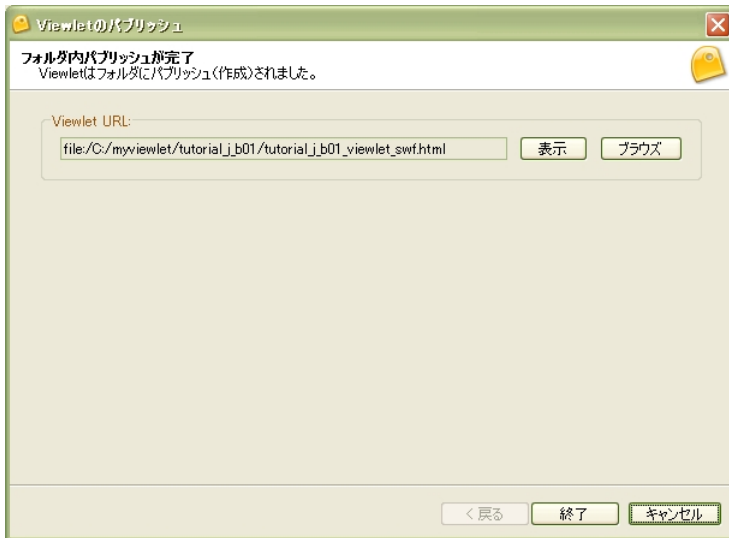 Viewletのパブリッシュ
フォルダ内パブリッシュが完了
Viewletはフォルダにパブリッシュ(作成)されました。
Viewlet URL:
file:/C:/myviewlet/tutorial_j_b01/tutorial_j_b01_viewlet_swf.html 表示 ブラウズ
< 戻る 終了 キャンセル